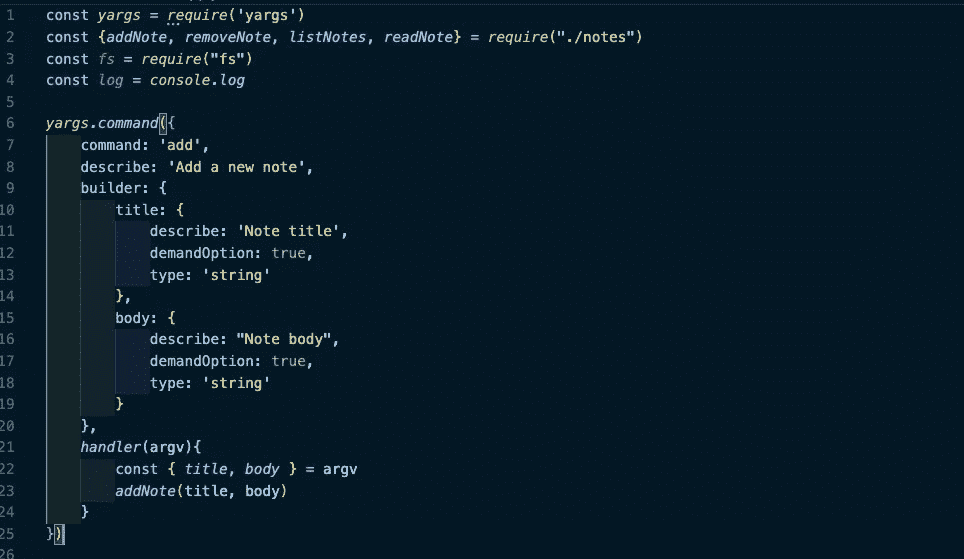 1 const yargs = require('yargs')
2 const {addNote, removeNote, listNotes, readNote} = require("./notes")
3 const fs = require("fs")
4 const log = console.log
5
6 yargs.command({
7     command: 'add',
8     describe: 'Add a new note',
9     builder: {
10         title: {
11             describe: 'Note title',
12             demandOption: true,
13             type: 'string'
14         },
15         body: {
16             describe: "Note body",
17             demandOption: true,
18             type: 'string'
19         }
20     },
21     handler(argv){
22         const { title, body } = argv
23         addNote(title, body)
24     }
25 })
26